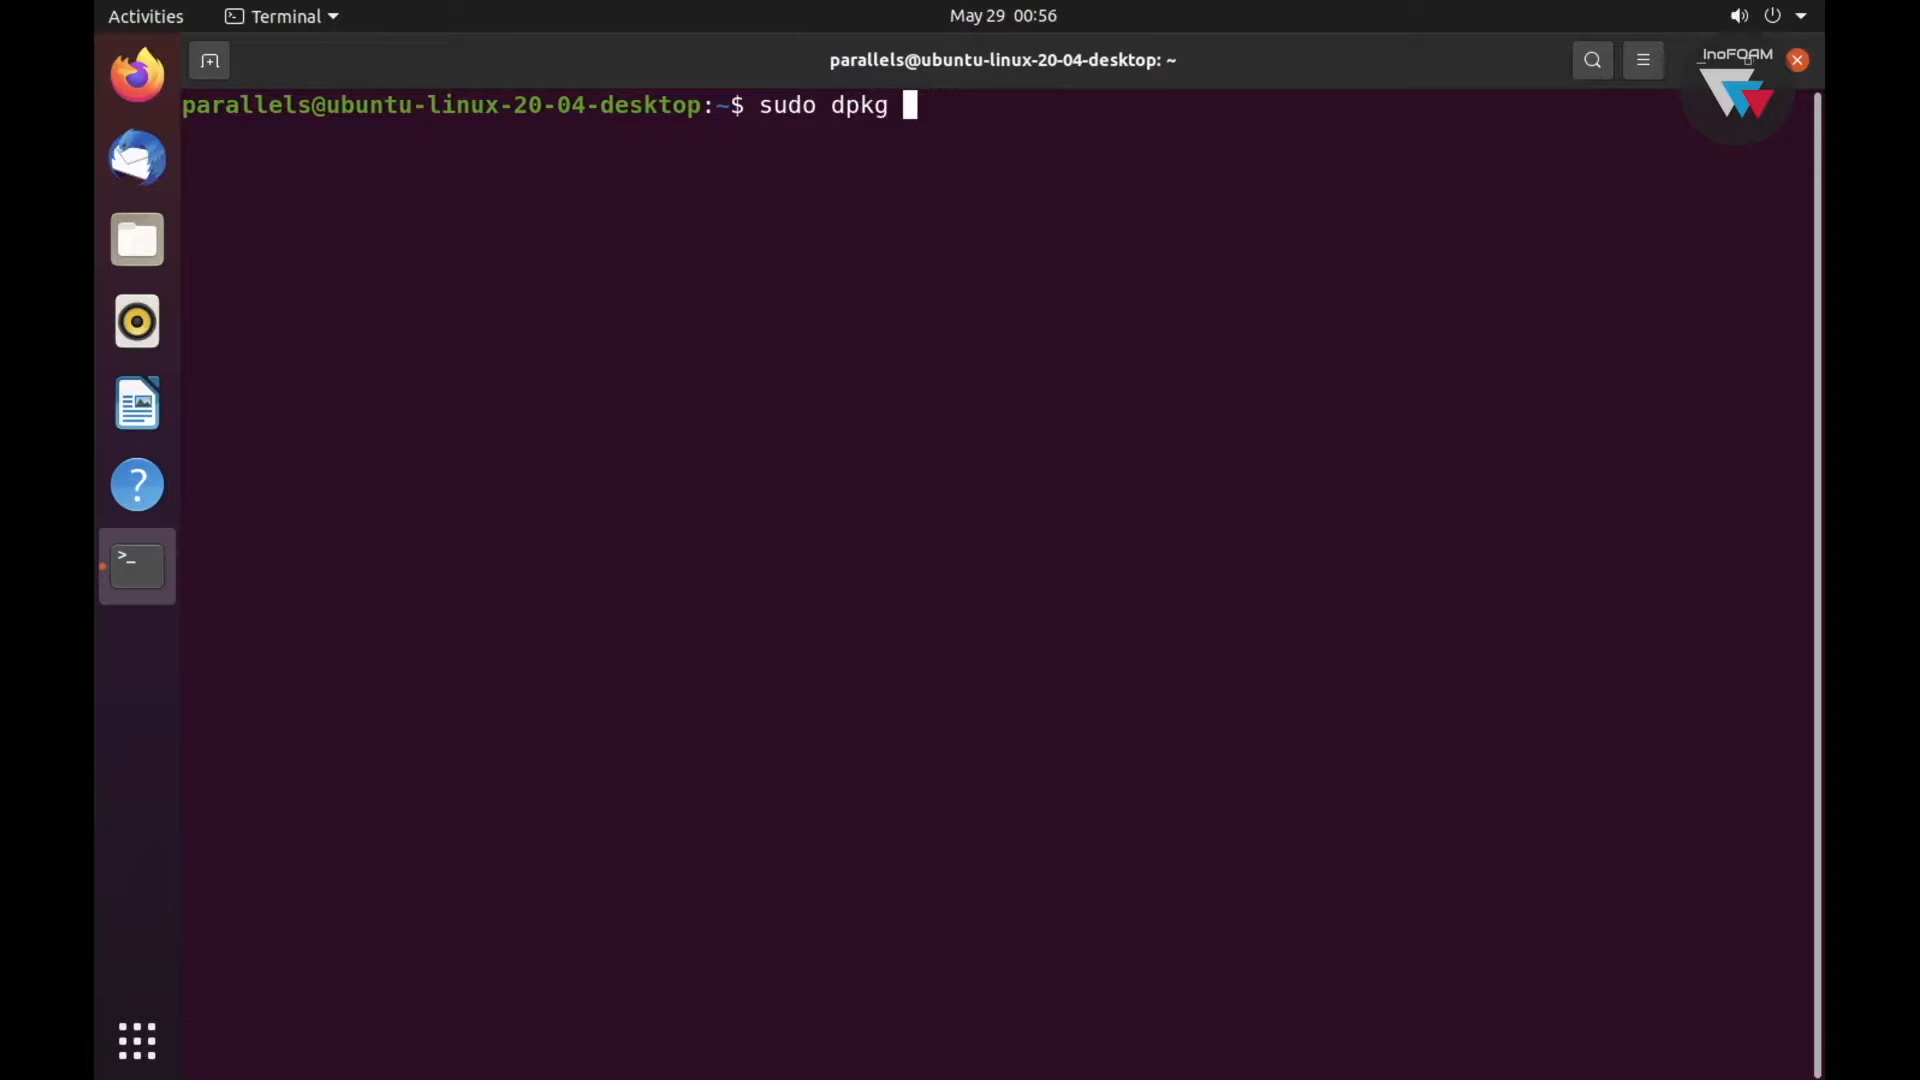 Activities Terminal May 29 00:56
parallels@ubuntu-linux-20-04-desktop: ~
InoFOAM
parallels@ubuntu-linux-20-04-desktop:~$ sudo dpkg
?
>_